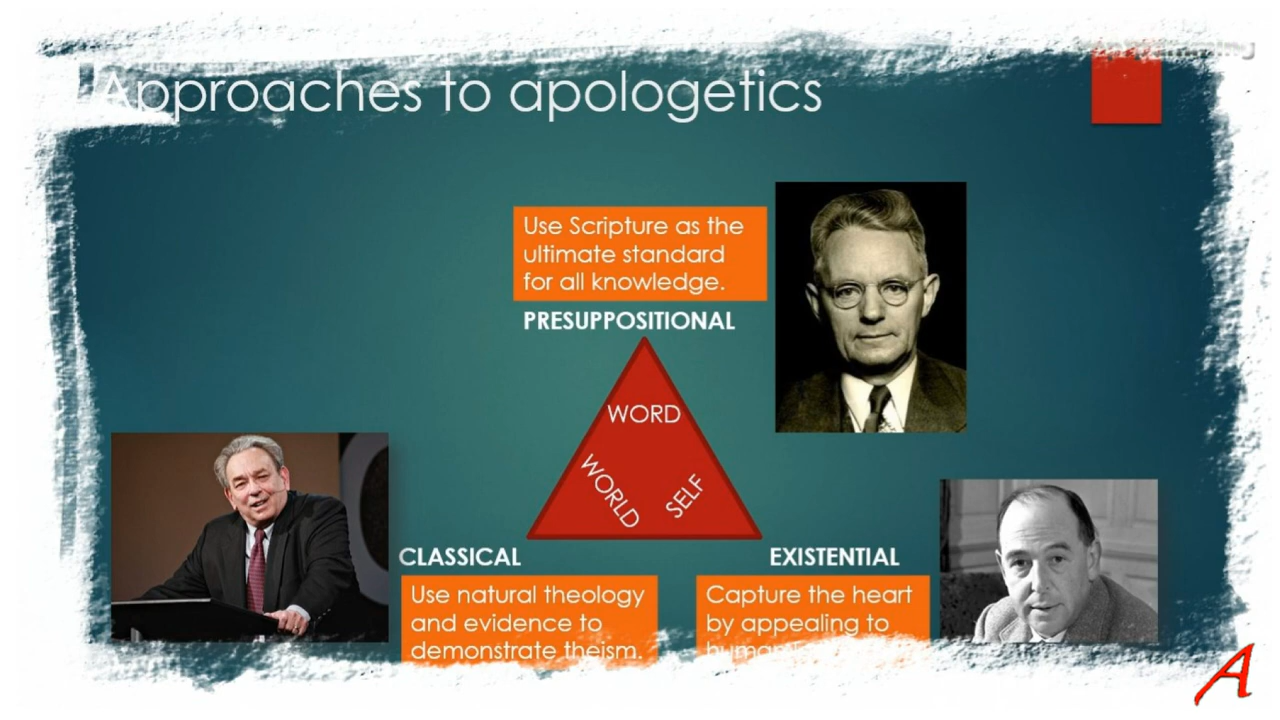 Approaches to apologetics
Use Scripture as the
ultimate standard
for all knowledge.
PRESUPPOSITIONAL
WORD
WORLD
SELF
CLASSICAL
EXISTENTIAL
Use natural theology
and evidence to
demonstrate theism.
Capture the heart
by appealing to
A